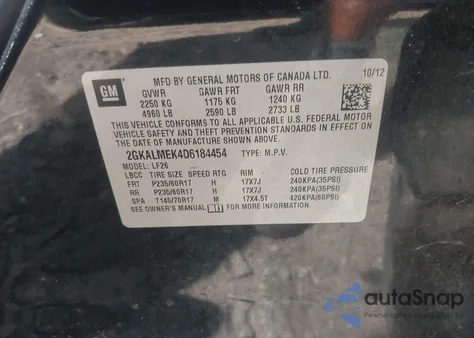 MFD BY GENERAL MOTORS OF CANADA LTD. 10/12
GM
GVWR GAWR FRT GAWR RR
2250 KG 1175 KG 1240 KG
4960 LB 2590 LB 2733 LB
THIS VEHICLE CONFORMS TO ALL APPLICABLE U.S. FEDERAL MOTOR
VEHICLE SAFETY, BUMPER, AND THEFT PREVENTION STANDARDS
IN EFFECT ON THE DATE OF MANUFACTURE SHOWN ABOVE.
2GKALMEK4D6184454 TYPE: M.P.V.
MODEL: LF26
LBCC TIRE SIZE SPEED RTG RIM COLD TIRE PRESSURE
FRT P235/60R17 H 17X7J 240KPA(35PSI)
RR P235/60R17 H 17X7J 240KPA(35PSI)
SPA T145/70R17 M 17X4.5T 420KPA(60PSI)
SEE OWNER'S MANUAL FOR MORE INFORMATION.
autoSnap